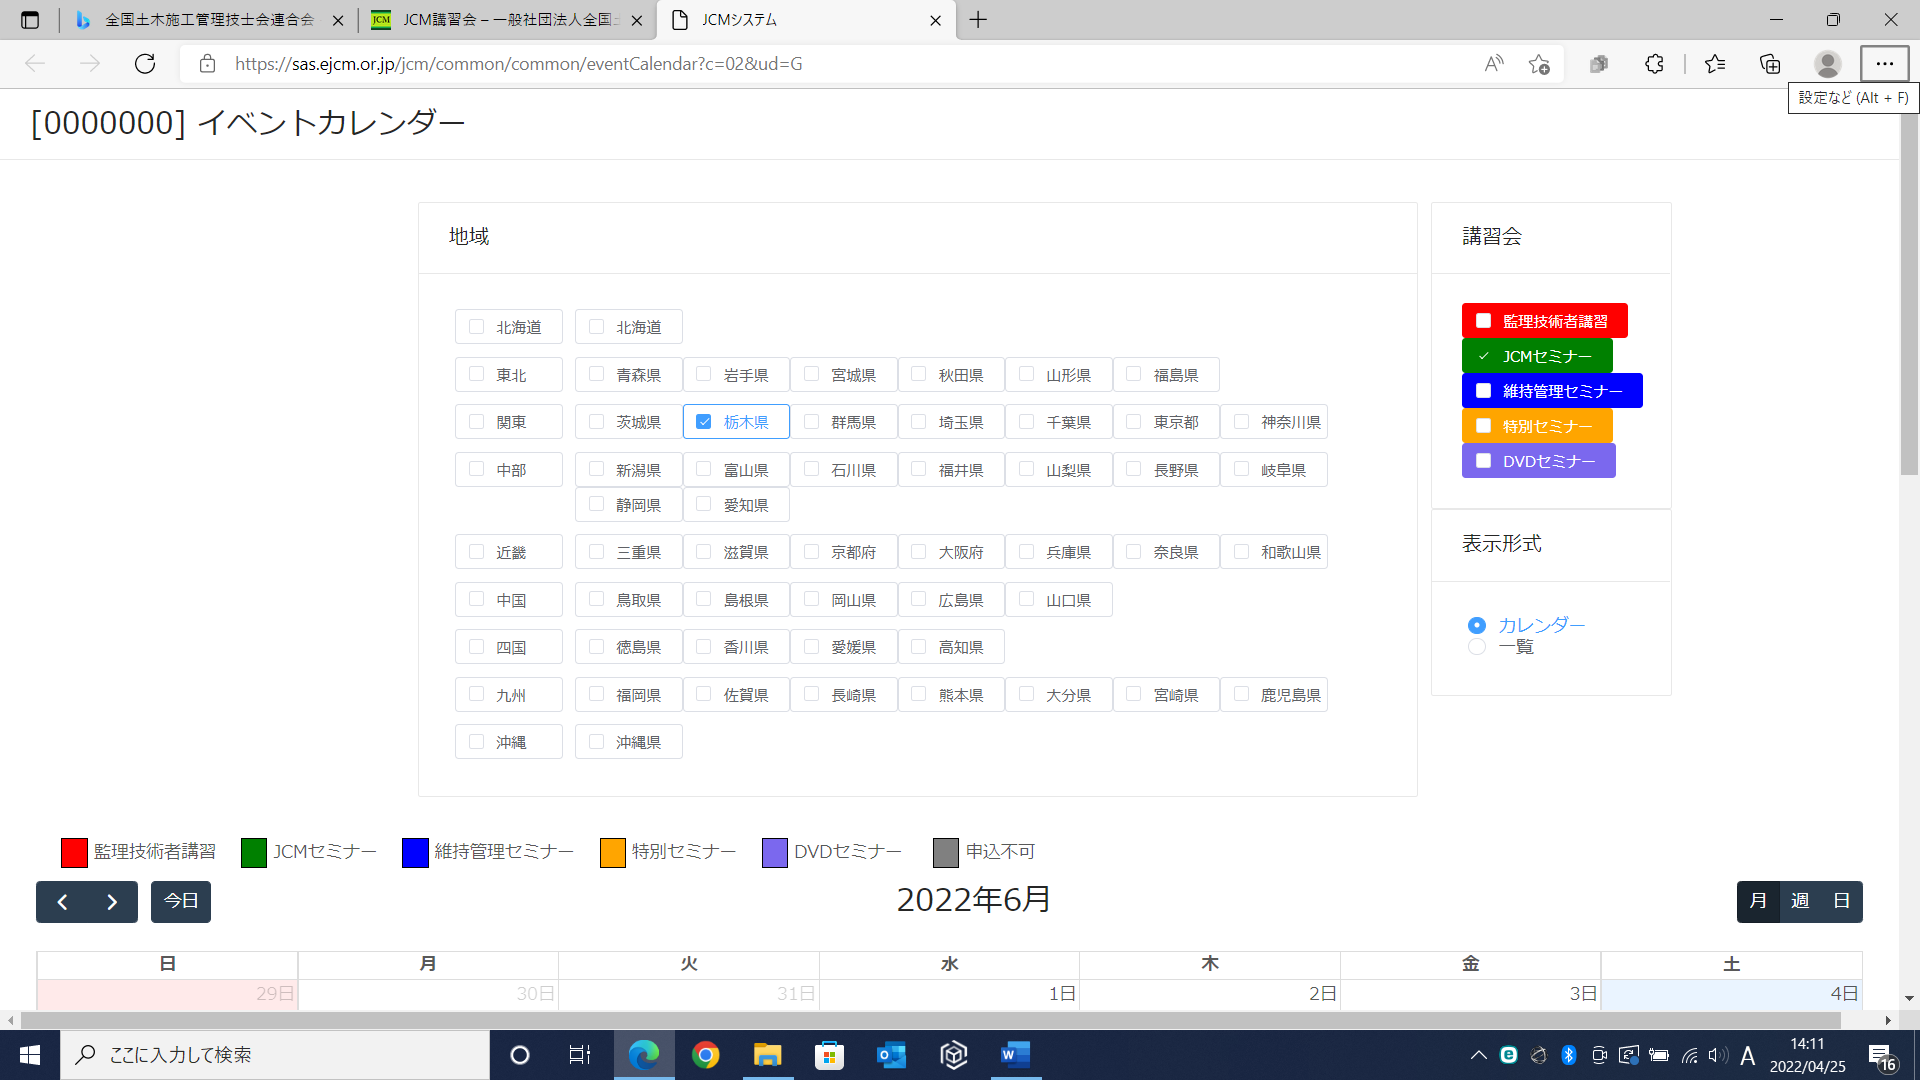 全国土木施工管理技士会連合会
JCM講習会 – 一般社団法人全国土
JCMシステム
https://sas.ejcm.or.jp/jcm/common/common/eventCalendar?c=02&ud=G
設定など (Alt + F)
[0000000] イベントカレンダー
地域
北海道 北海道
東北 青森県 岩手県 宮城県 秋田県 山形県 福島県
関東 茨城県 栃木県 群馬県 埼玉県 千葉県 東京都 神奈川県
中部 新潟県 富山県 石川県 福井県 山梨県 長野県 岐阜県
静岡県 愛知県
近畿 三重県 滋賀県 京都府 大阪府 兵庫県 奈良県 和歌山県
中国 鳥取県 島根県 岡山県 広島県 山口県
四国 徳島県 香川県 愛媛県 高知県
九州 福岡県 佐賀県 長崎県 熊本県 大分県 宮崎県 鹿児島県
沖縄 沖縄県
講習会
監理技術者講習
JCMセミナー
維持管理セミナー
特別セミナー
DVDセミナー
表示形式
カレンダー
一覧
監理技術者講習 JCMセミナー 維持管理セミナー 特別セミナー DVDセミナー 申込不可
今日 2022年6月 月 週 日
日 月 火 水 木 金 土
29日 30日 31日 1日 2日 3日 4日
ここに入力して検索
A
14:11
2022/04/25
16